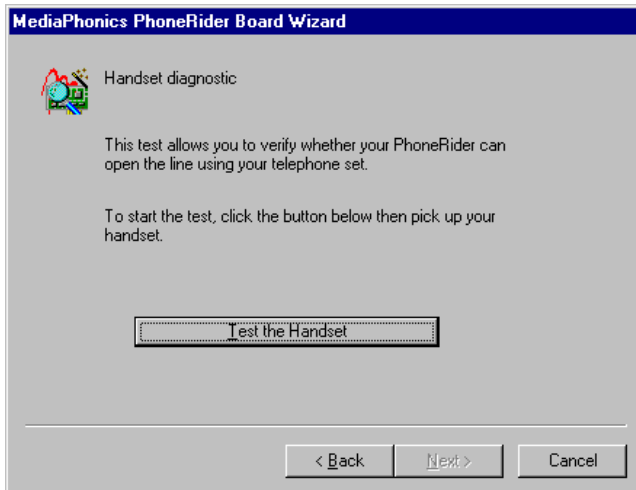 MediaPhonics PhoneRider Board Wizard
Handset diagnostic
This test allows you to verify whether your PhoneRider can
open the line using your telephone set.
To start the test, click the button below then pick up your
handset.
Test the Handset
< Back
Next >
Cancel